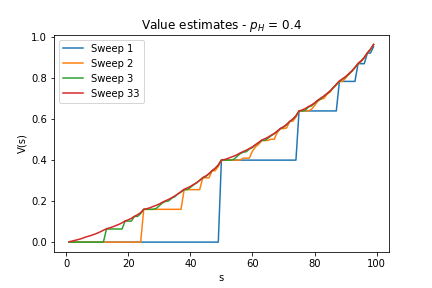 Value estimates - p_H = 0.4
Sweep 1
Sweep 2
Sweep 3
Sweep 33
V(s)
1.0
0.8
0.6
0.4
0.2
0.0
0 20 40 60 80 100
s